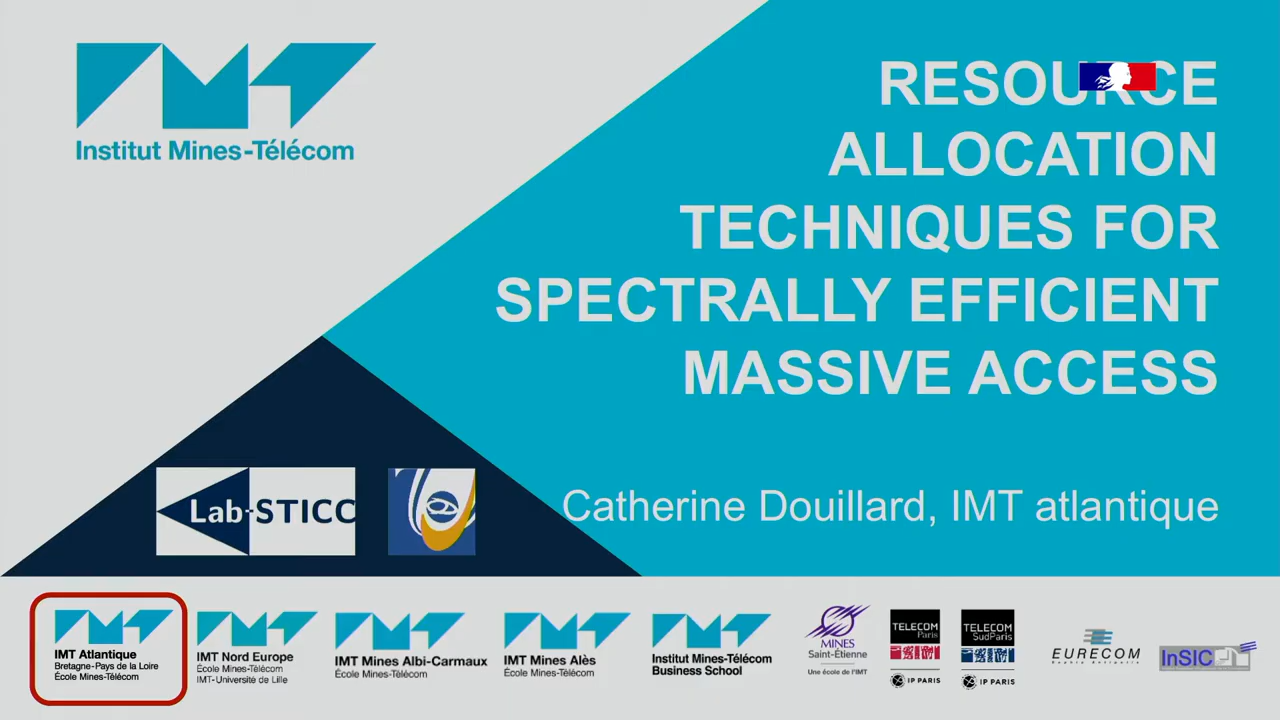 Institut Mines-Télécom
RESOURCE
ALLOCATION
TECHNIQUES FOR
SPECTRALLY EFFICIENT
MASSIVE ACCESS
Lab-STICC
Catherine Douillard, IMT atlantique
IMT Atlantique
Bretagne-Pays de la Loire
École Mines-Télécom
IMT Nord Europe
École Mines-Télécom
IMT-Université de Lille
IMT Mines Albi-Carmaux
École Mines-Télécom
IMT Mines Alès
École Mines-Télécom
Institut Mines-Télécom
Business School
MINES
Saint-Étienne
Une école de l'IMT
TELECOM
Paris
IP PARIS
TELECOM
SudParis
IP PARIS
EURECOM
Sophia Antipolis
InSIC